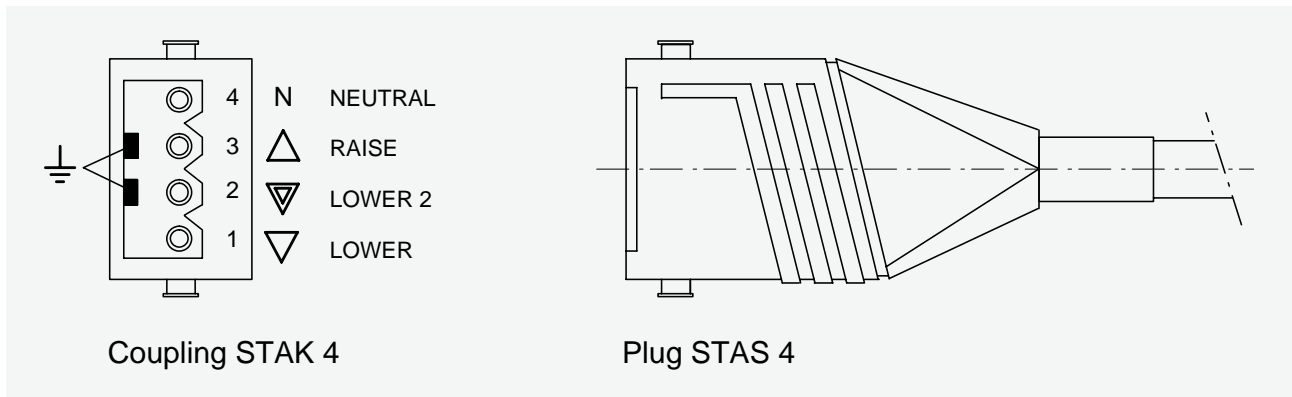 4 N NEUTRAL
3 RAISE
2 LOWER 2
1 LOWER
Coupling STAK 4
Plug STAS 4